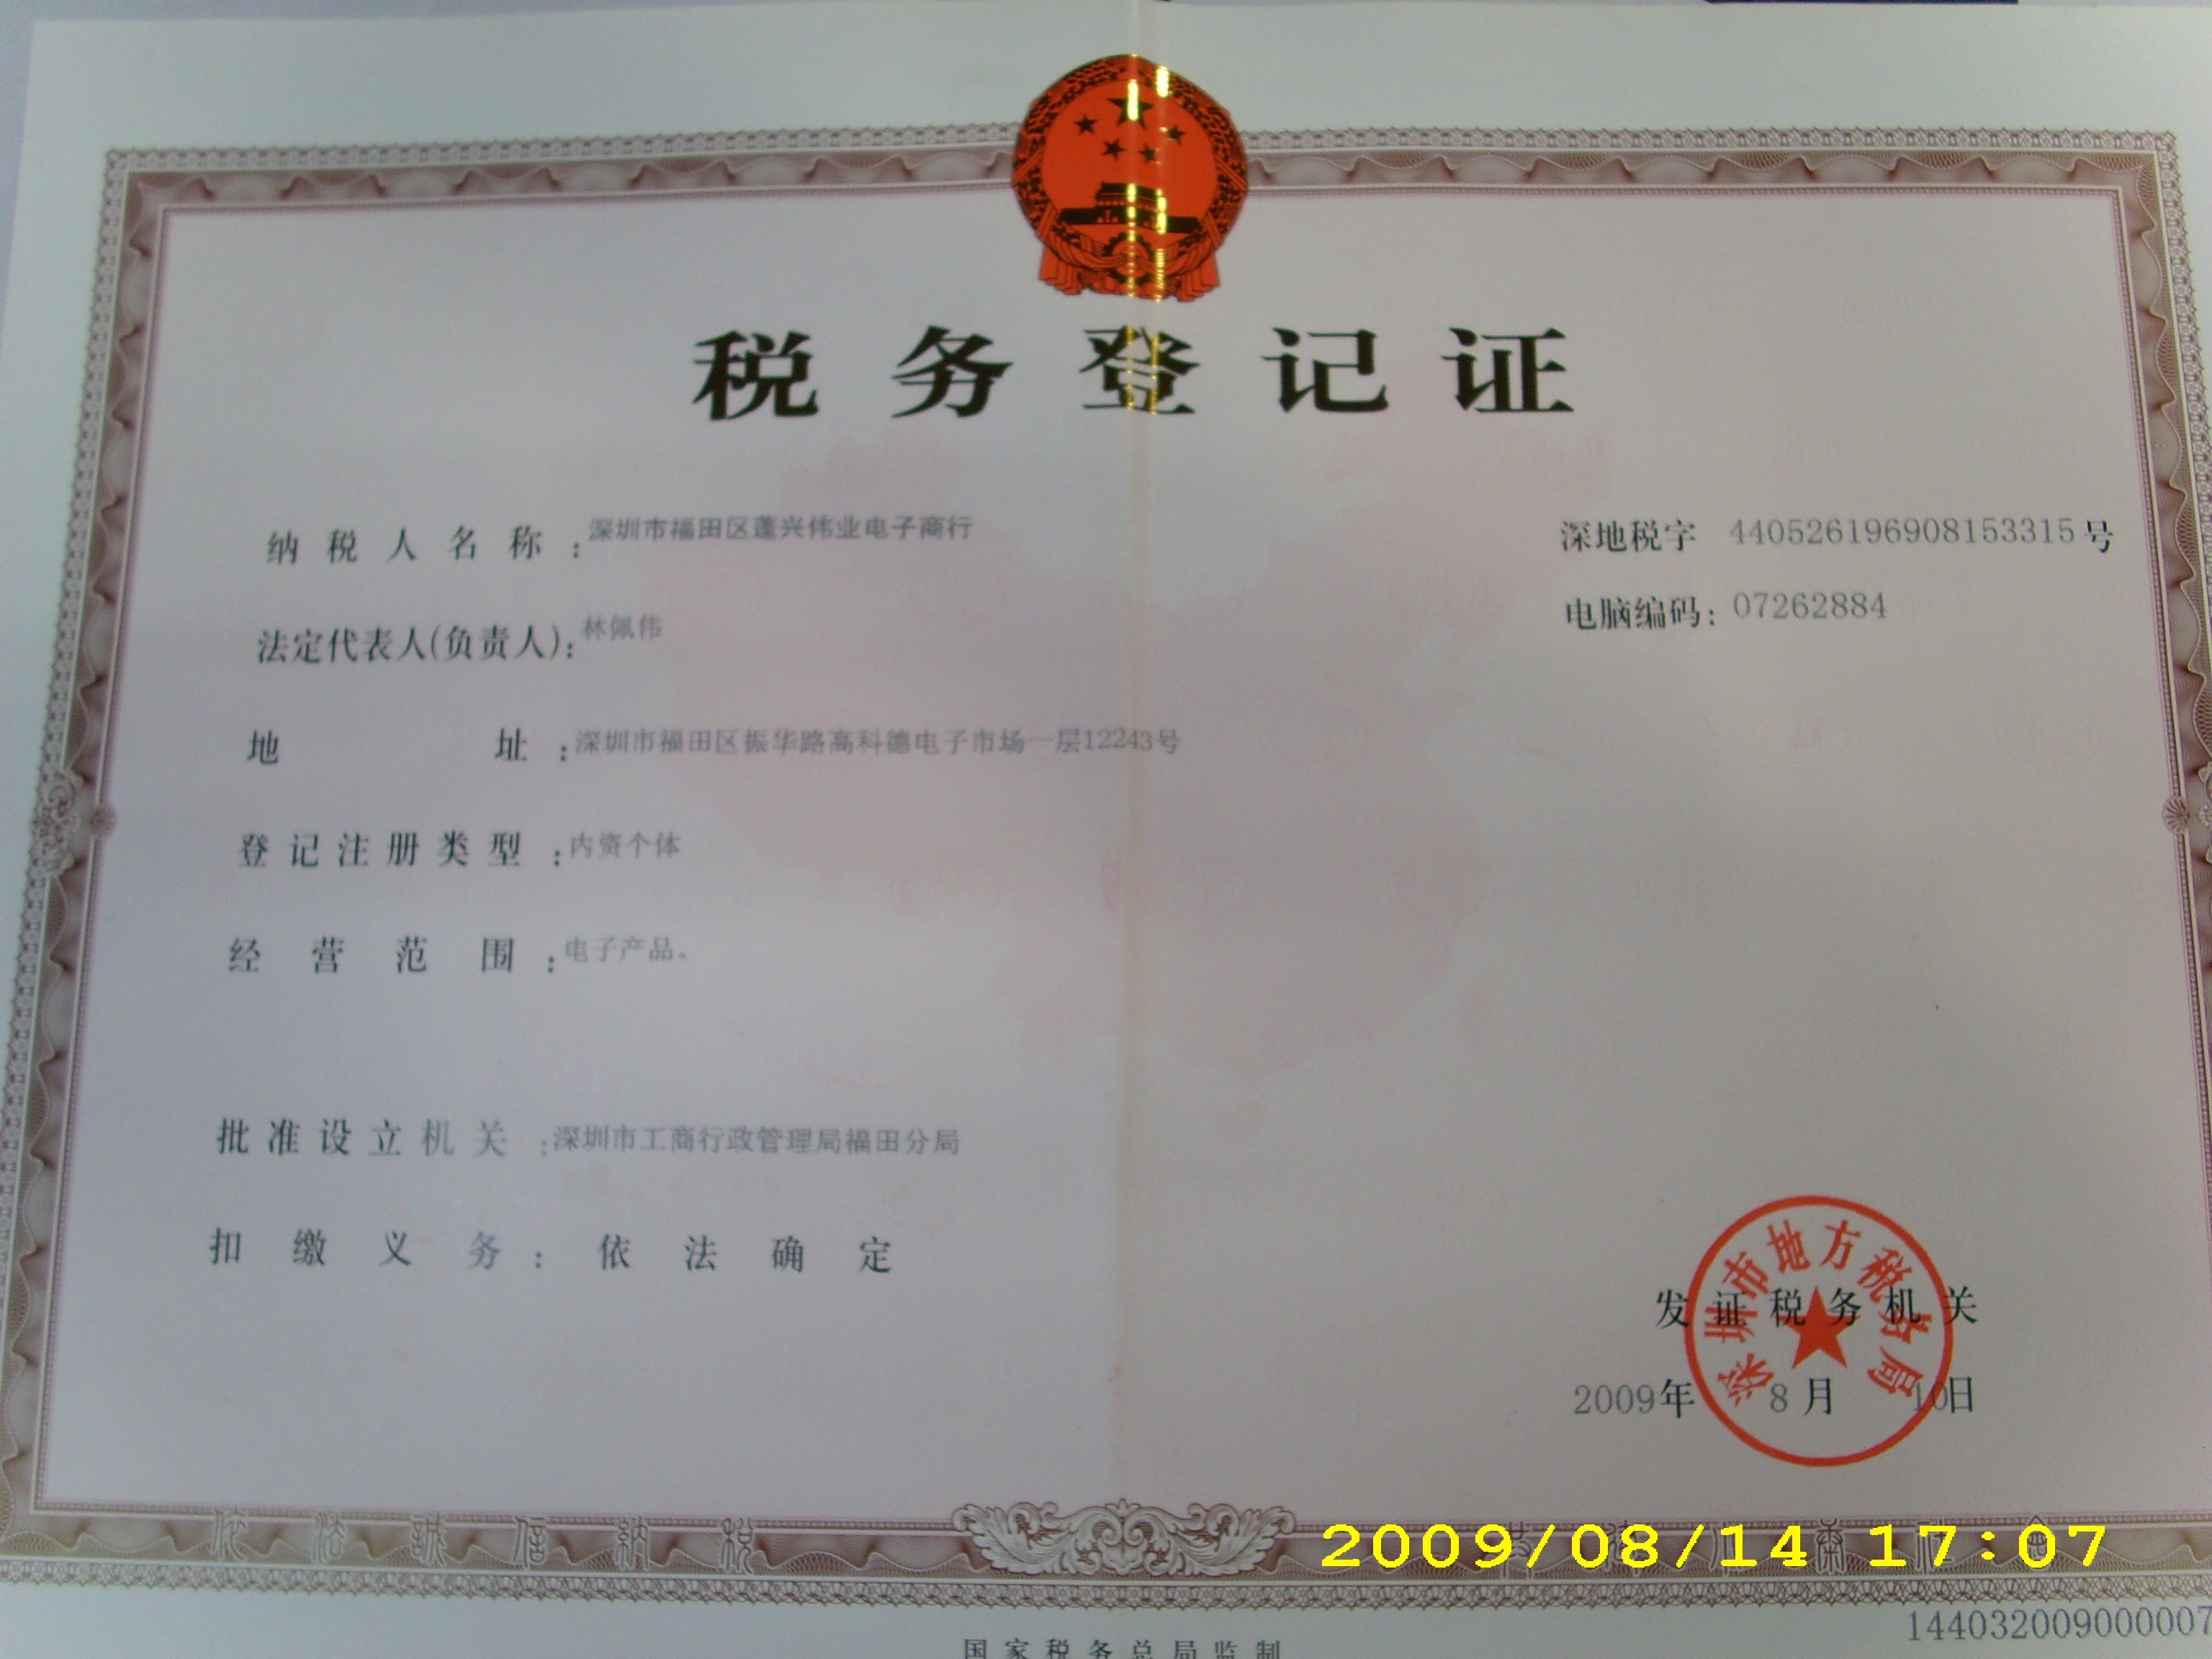 税务登记证
纳税人名称：深圳市福田区蓬兴伟业电子商行
深地税字 440526196908153315号
法定代表人(负责人)：林佩伟
电脑编码：07262884
地址：深圳市福田区振华路高科德电子市场一层12243号
登记注册类型：内资个体
经营范围：电子产品。
批准设立机关：深圳市工商行政管理局福田分局
扣缴义务：依法确定
深圳市地方税务局
发证税务机关
2009年8月10日
依法诚信纳税
2009/08/14 17:07
144032009000007
国家税务总局监制